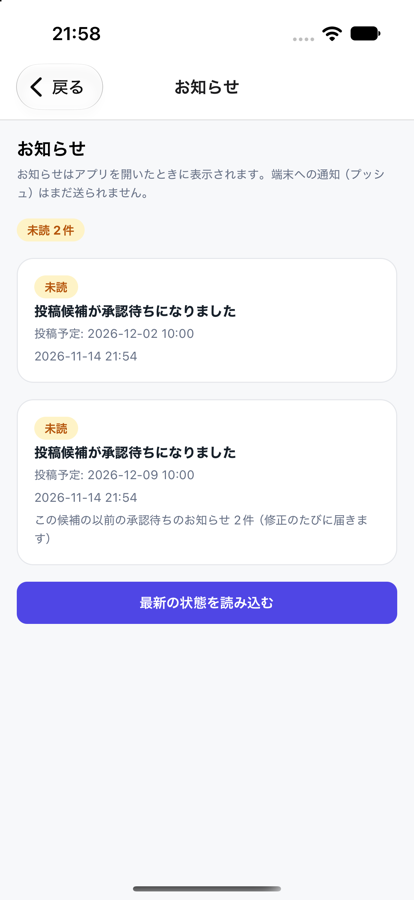 21:58
戻る
お知らせ
お知らせ
お知らせはアプリを開いたときに表示されます。端末への通知（プッシ
ュ）はまだ送られません。
未読 2 件
未読
投稿候補が承認待ちになりました
投稿予定: 2026-12-02 10:00
2026-11-14 21:54
未読
投稿候補が承認待ちになりました
投稿予定: 2026-12-09 10:00
2026-11-14 21:54
この候補の以前の承認待ちのお知らせ 2 件（修正のたびに届きま
す）
最新の状態を読み込む